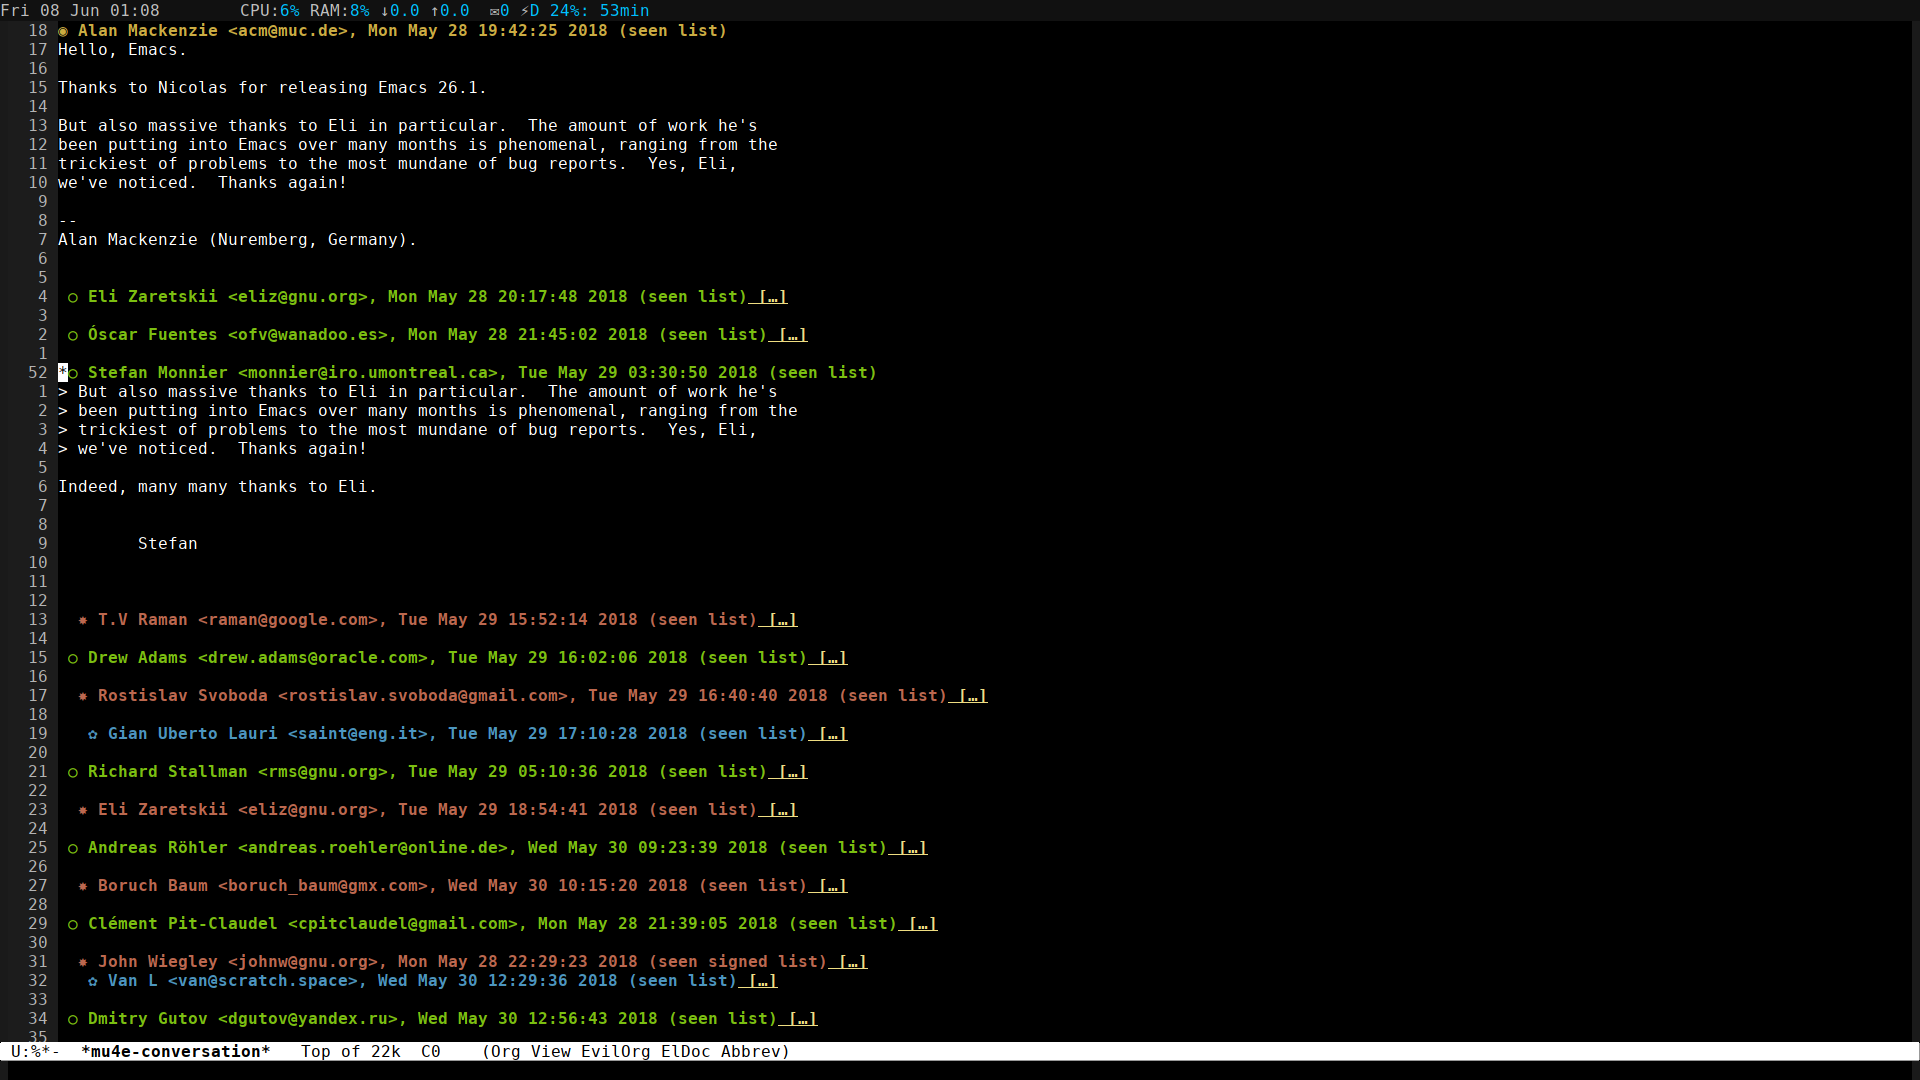 Fri 08 Jun 01:08 CPU:6% RAM:8% ↓0.0 ↑0.0 ✉0 ⚡D 24%: 53min
18 ◉ Alan Mackenzie <acm@muc.de>, Mon May 28 19:42:25 2018 (seen list)
17 Hello, Emacs.
16
15 Thanks to Nicolas for releasing Emacs 26.1.
14
13 But also massive thanks to Eli in particular.  The amount of work he's
12 been putting into Emacs over many months is phenomenal, ranging from the
11 trickiest of problems to the most mundane of bug reports.  Yes, Eli,
10 we've noticed.  Thanks again!
9
8 --
7 Alan Mackenzie (Nuremberg, Germany).
6
5
4 ○ Eli Zaretskii <eliz@gnu.org>, Mon May 28 20:17:48 2018 (seen list) […]
3
2 ○ Óscar Fuentes <ofv@wanadoo.es>, Mon May 28 21:45:02 2018 (seen list) […]
1
52 *○ Stefan Monnier <monnier@iro.umontreal.ca>, Tue May 29 03:30:50 2018 (seen list)
1 > But also massive thanks to Eli in particular.  The amount of work he's
2 > been putting into Emacs over many months is phenomenal, ranging from the
3 > trickiest of problems to the most mundane of bug reports.  Yes, Eli,
4 > we've noticed.  Thanks again!
5
6 Indeed, many many thanks to Eli.
7
8
9 Stefan
10
11
12
13 ✸ T.V Raman <raman@google.com>, Tue May 29 15:52:14 2018 (seen list) […]
14
15 ○ Drew Adams <drew.adams@oracle.com>, Tue May 29 16:02:06 2018 (seen list) […]
16
17 ✸ Rostislav Svoboda <rostislav.svoboda@gmail.com>, Tue May 29 16:40:40 2018 (seen list) […]
18
19 ✿ Gian Uberto Lauri <saint@eng.it>, Tue May 29 17:10:28 2018 (seen list) […]
20
21 ○ Richard Stallman <rms@gnu.org>, Tue May 29 05:10:36 2018 (seen list) […]
22
23 ✸ Eli Zaretskii <eliz@gnu.org>, Tue May 29 18:54:41 2018 (seen list) […]
24
25 ○ Andreas Röhler <andreas.roehler@online.de>, Wed May 30 09:23:39 2018 (seen list) […]
26
27 ✸ Boruch Baum <boruch_baum@gmx.com>, Wed May 30 10:15:20 2018 (seen list) […]
28
29 ○ Clément Pit-Claudel <cpitclaudel@gmail.com>, Mon May 28 21:39:05 2018 (seen list) […]
30
31 ✸ John Wiegley <johnw@gnu.org>, Mon May 28 22:29:23 2018 (seen signed list) […]
32 ✿ Van L <van@scratch.space>, Wed May 30 12:29:36 2018 (seen list) […]
33
34 ○ Dmitry Gutov <dgutov@yandex.ru>, Wed May 30 12:56:43 2018 (seen list) […]
35
U:%*-  *mu4e-conversation*   Top of 22k  C0    (Org View EvilOrg ElDoc Abbrev)